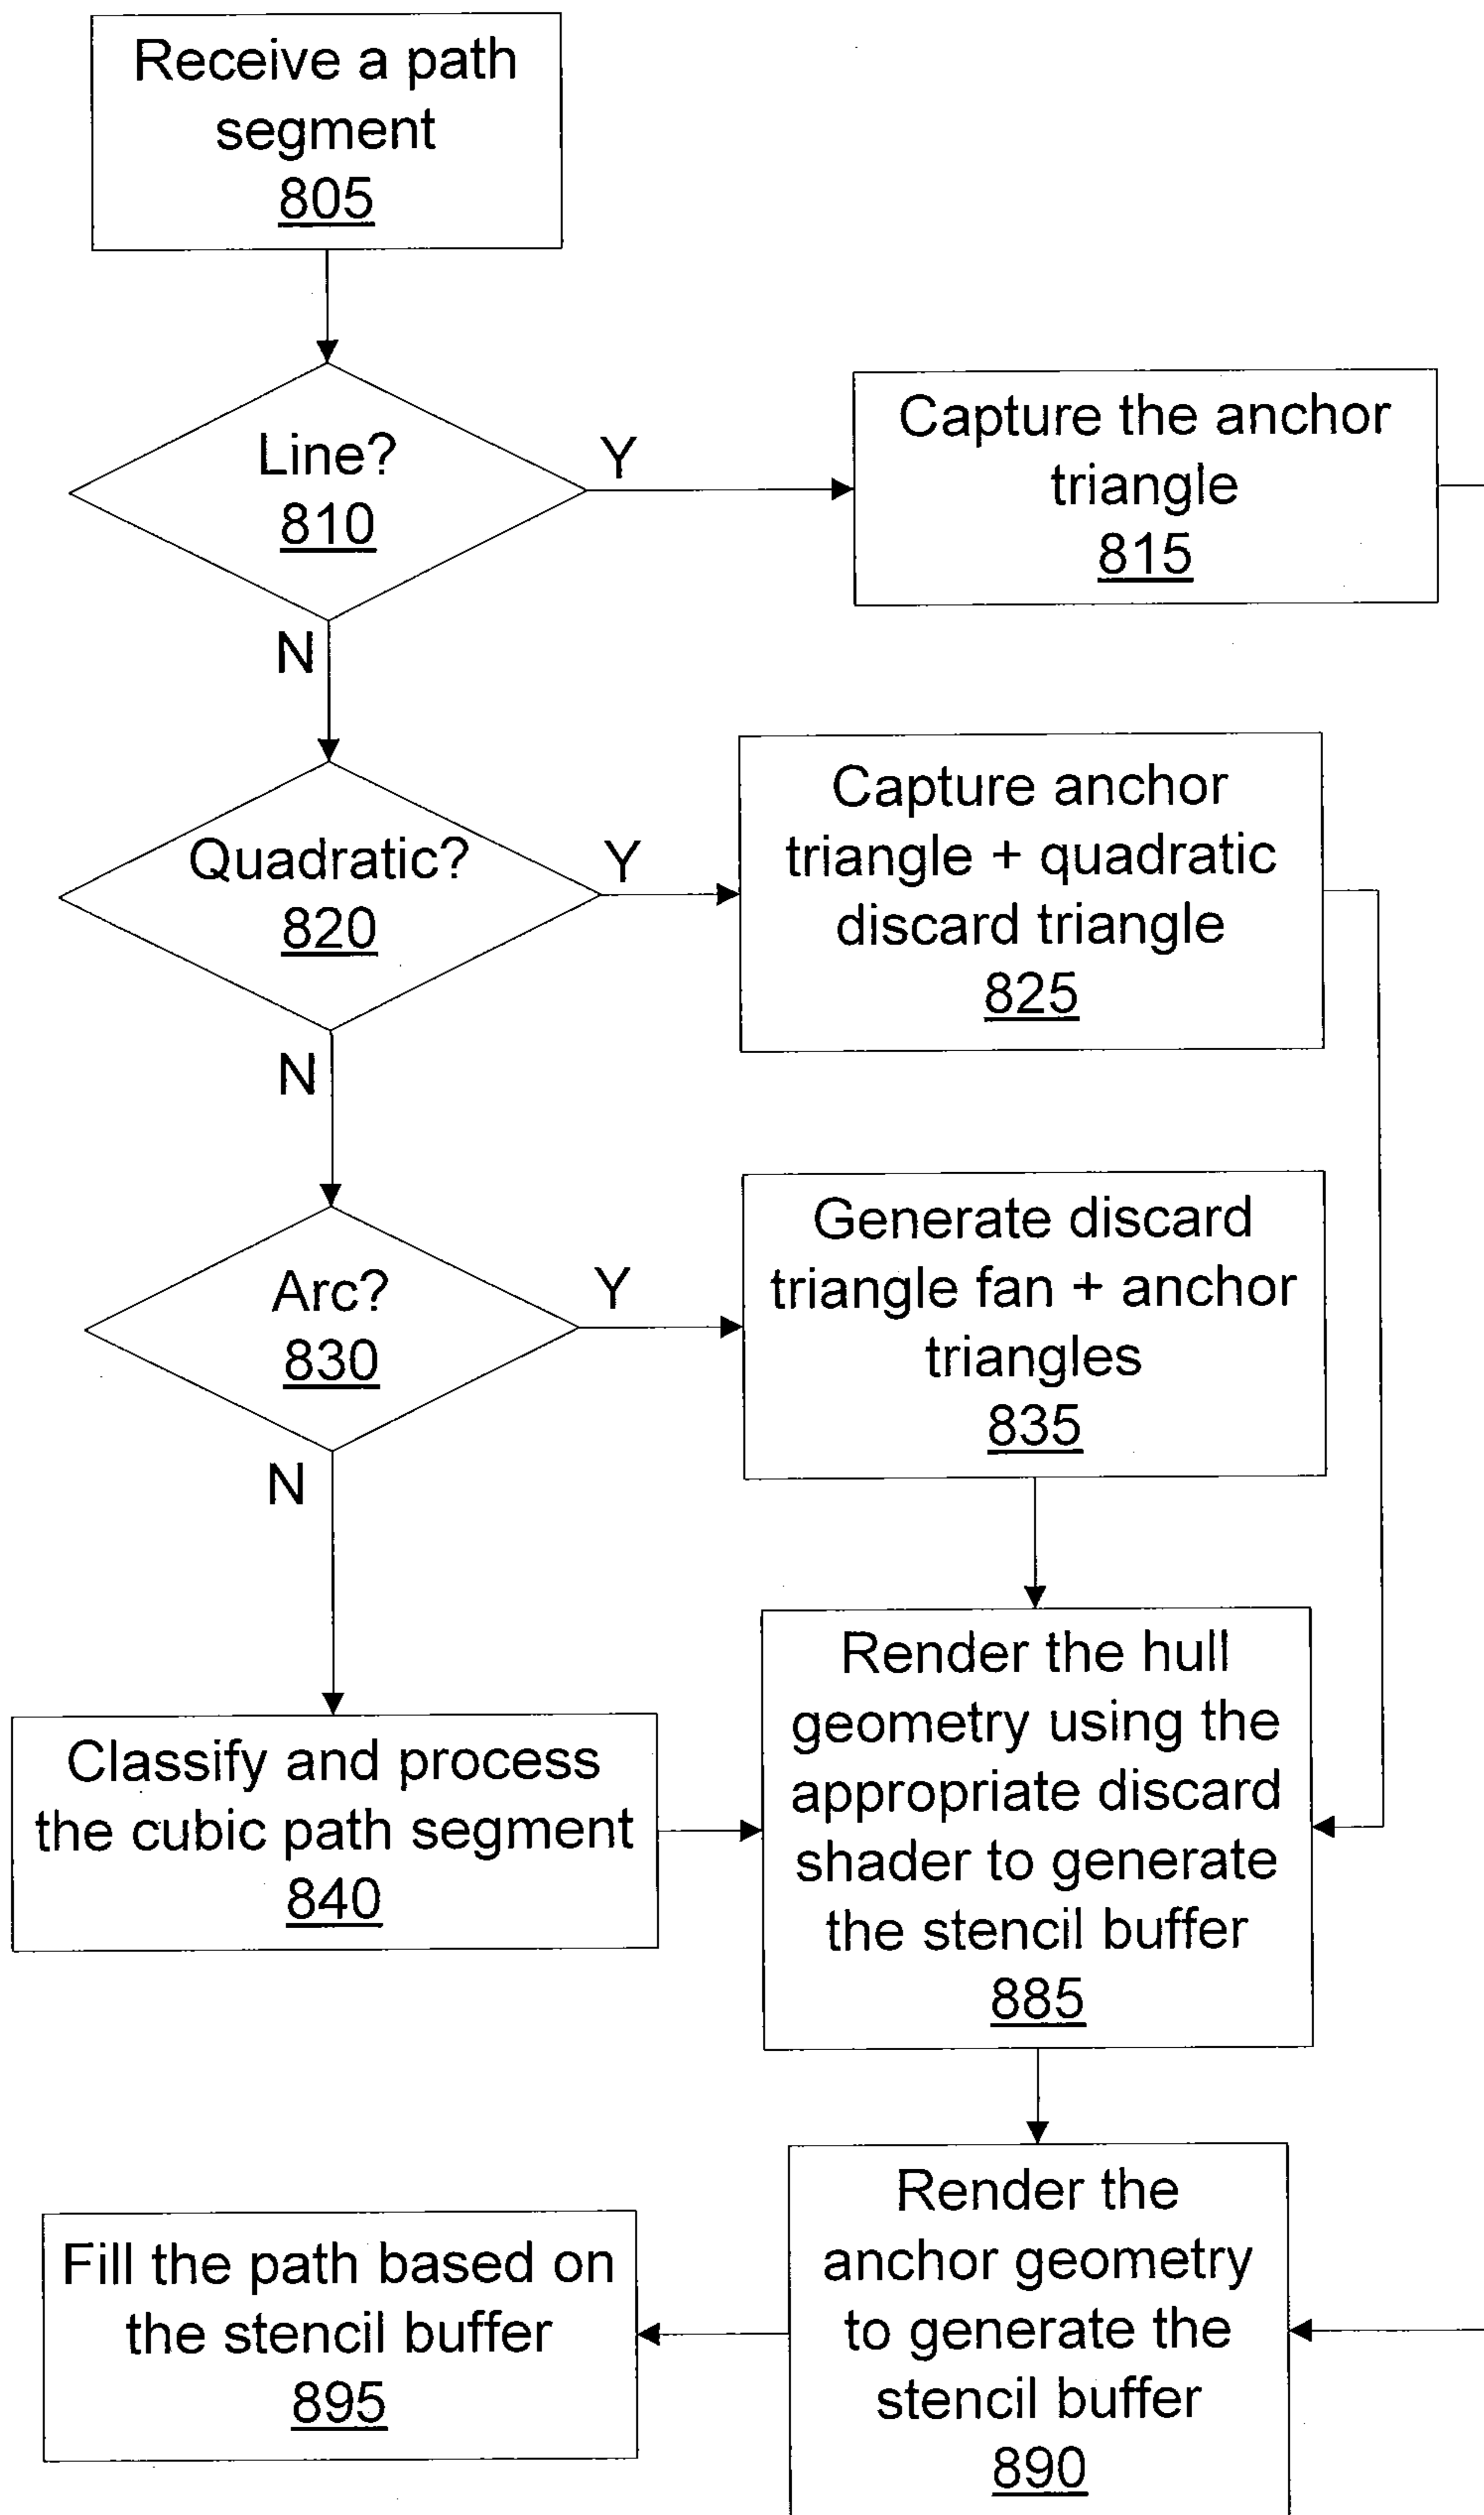 Receive a path
segment
805
Line?
810
Y
Capture the anchor
triangle
815
N
Quadratic?
820
Y
Capture anchor
triangle + quadratic
discard triangle
825
N
Arc?
830
Y
Generate discard
triangle fan + anchor
triangles
835
N
Classify and process
the cubic path segment
840
Render the hull
geometry using the
appropriate discard
shader to generate
the stencil buffer
885
Render the
anchor geometry
to generate the
stencil buffer
890
Fill the path based on
the stencil buffer
895